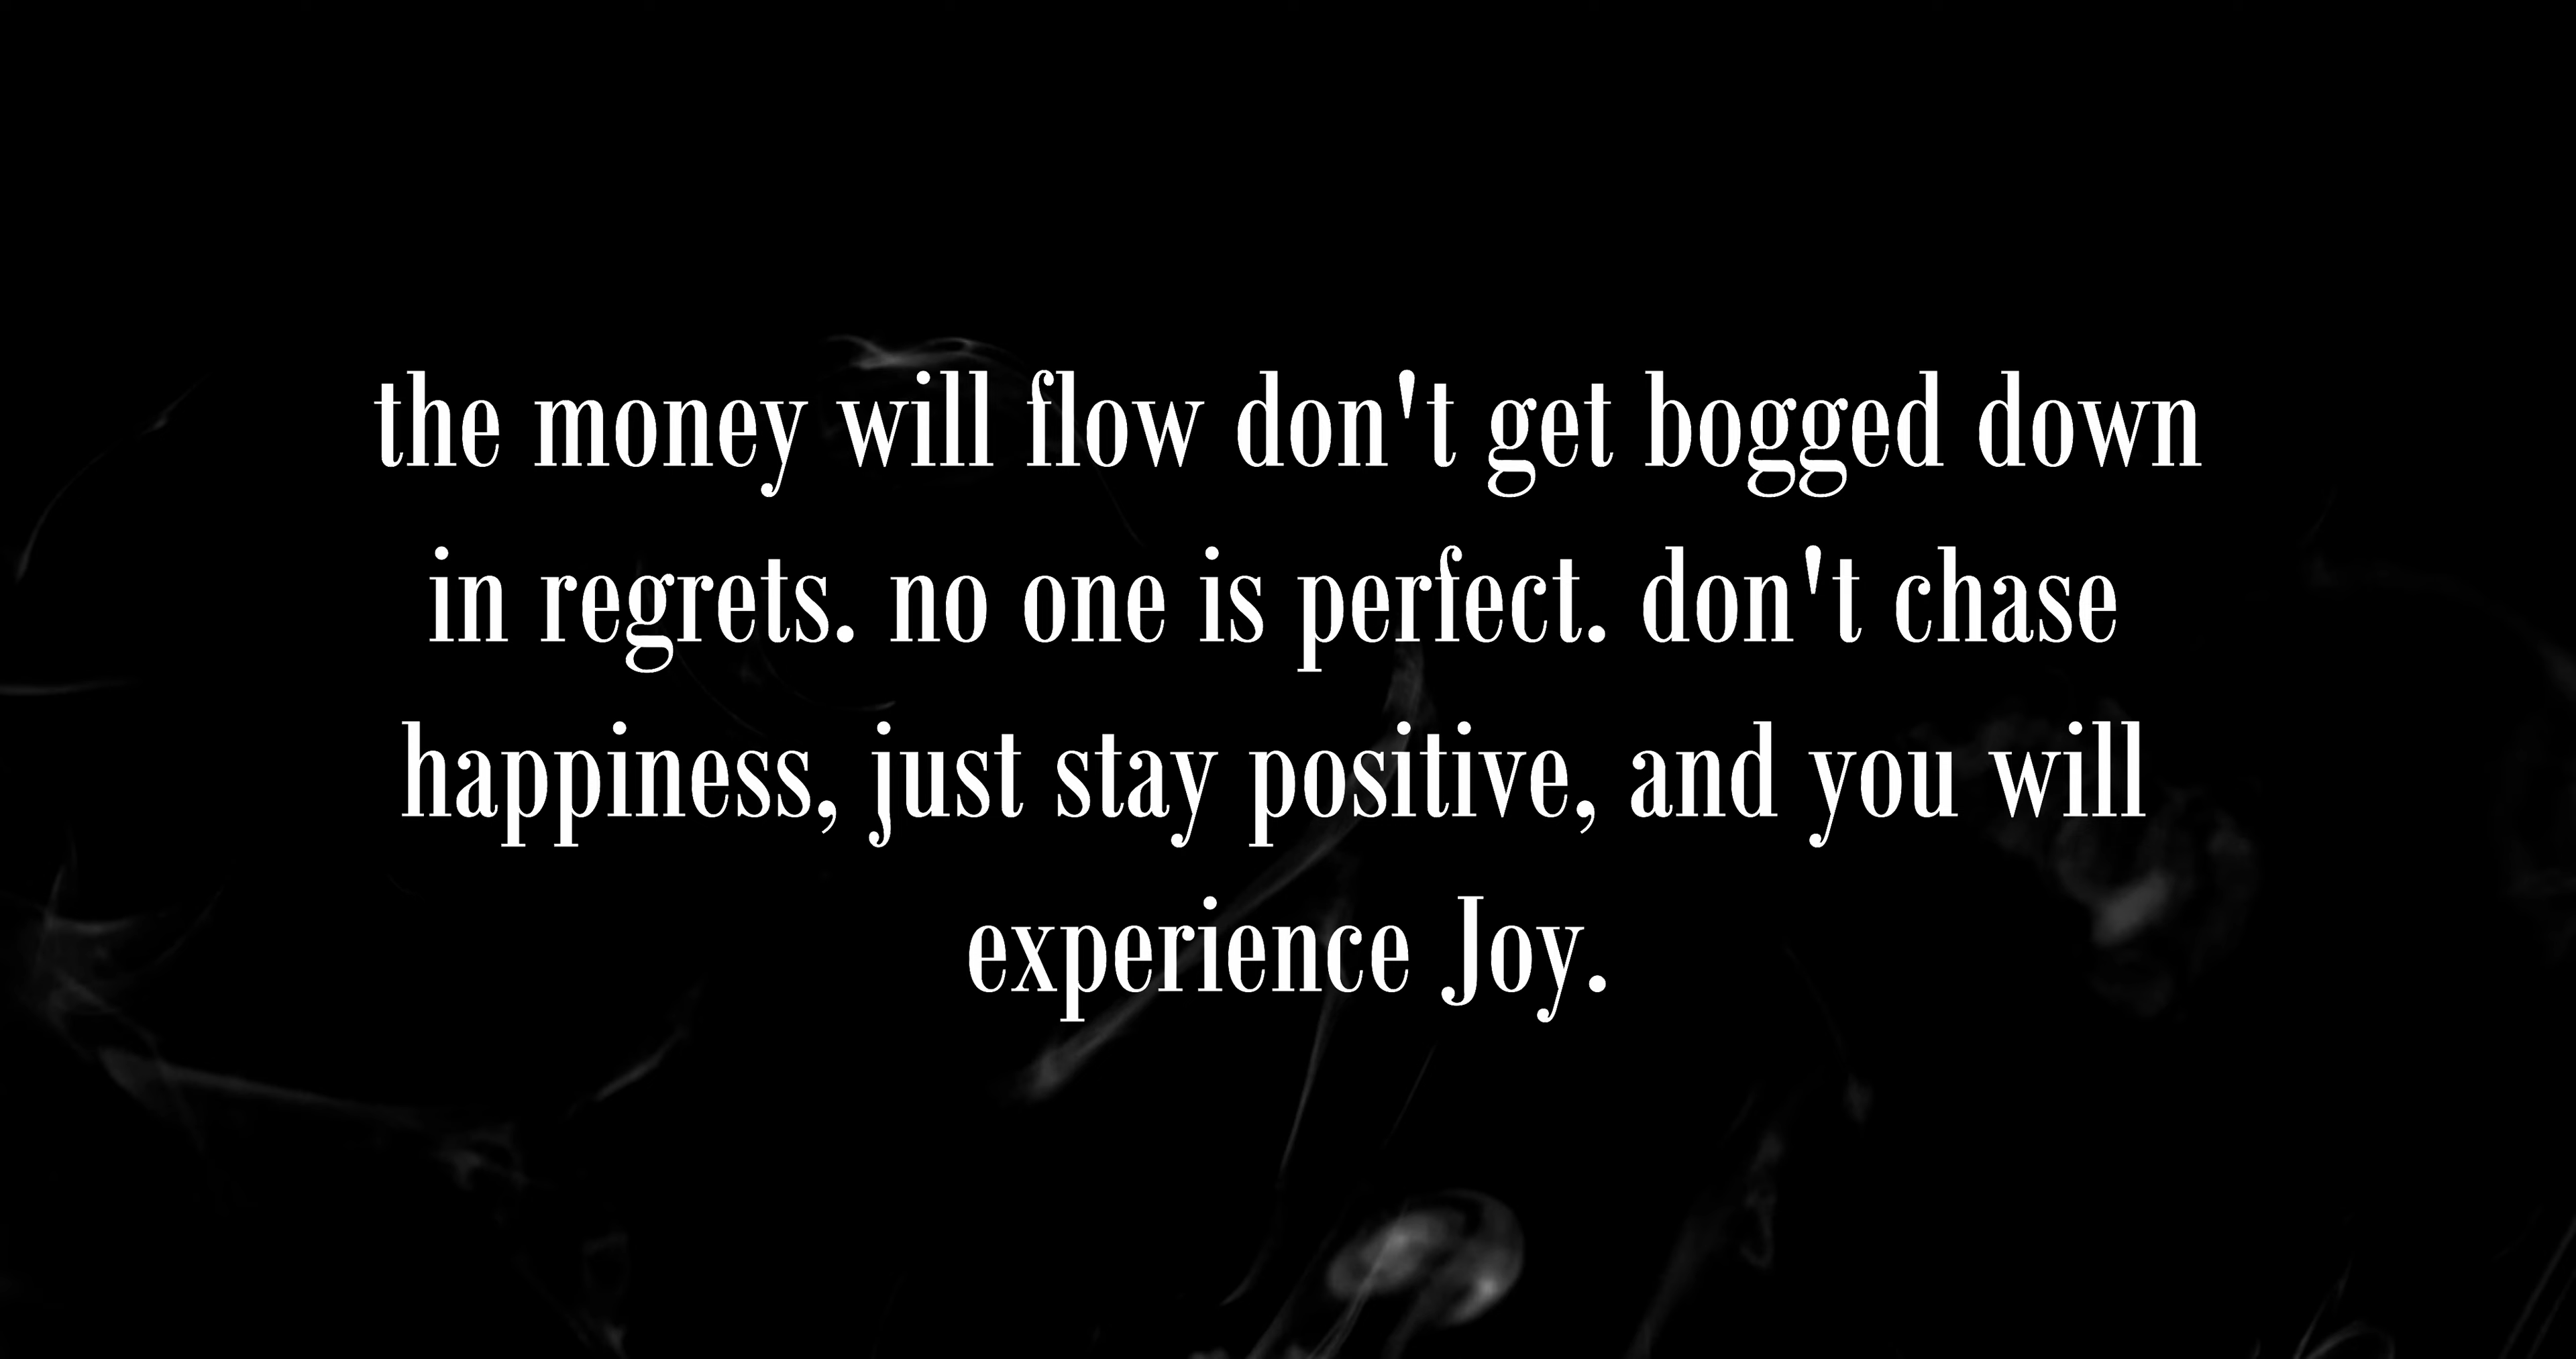 the money will flow don't get bogged down
in regrets. no one is perfect. don't chase
happiness, just stay positive, and you will
experience Joy.